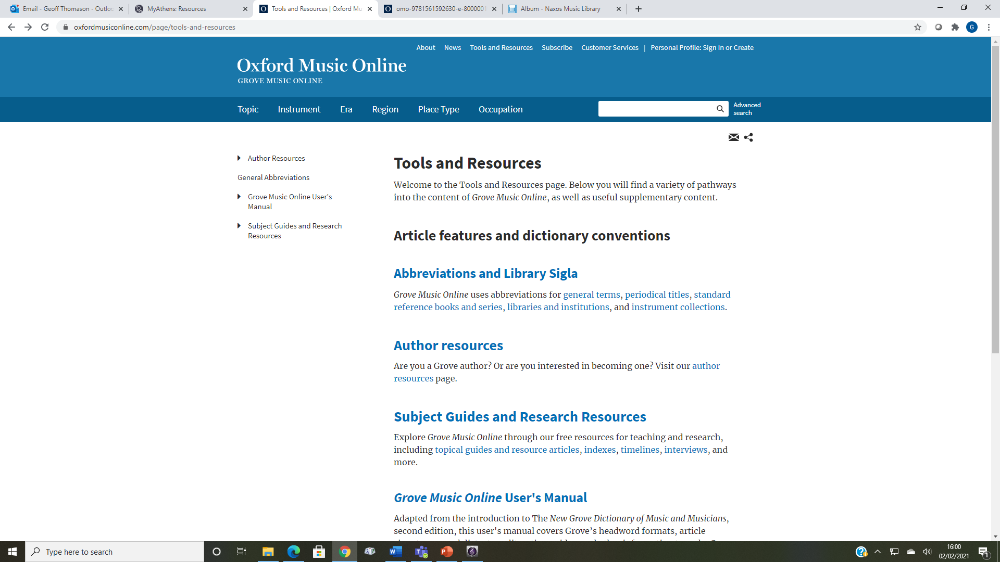 Email - Geoff Thomason - Outloo
MyAthens: Resources
Tools and Resources | Oxford Mu
omo-9781561592630-e-8000001
Album - Naxos Music Library
oxfordmusiconline.com/page/tools-and-resources
G
About News Tools and Resources Subscribe Customer Services | Personal Profile: Sign In or Create
Oxford Music Online
GROVE MUSIC ONLINE
Topic Instrument Era Region Place Type Occupation
Advanced
search
Author Resources
General Abbreviations
Grove Music Online User's
Manual
Subject Guides and Research
Resources
Tools and Resources
Welcome to the Tools and Resources page. Below you will find a variety of pathways
into the content of Grove Music Online, as well as useful supplementary content.
Article features and dictionary conventions
Abbreviations and Library Sigla
Grove Music Online uses abbreviations for general terms, periodical titles, standard
reference books and series, libraries and institutions, and instrument collections.
Author resources
Are you a Grove author? Or are you interested in becoming one? Visit our author
resources page.
Subject Guides and Research Resources
Explore Grove Music Online through our free resources for teaching and research,
including topical guides and resource articles, indexes, timelines, interviews, and
more.
Grove Music Online User's Manual
Adapted from the introduction to The New Grove Dictionary of Music and Musicians,
second edition, this user's manual covers Grove’s headword formats, article
Type here to search
16:00
02/02/2021
1